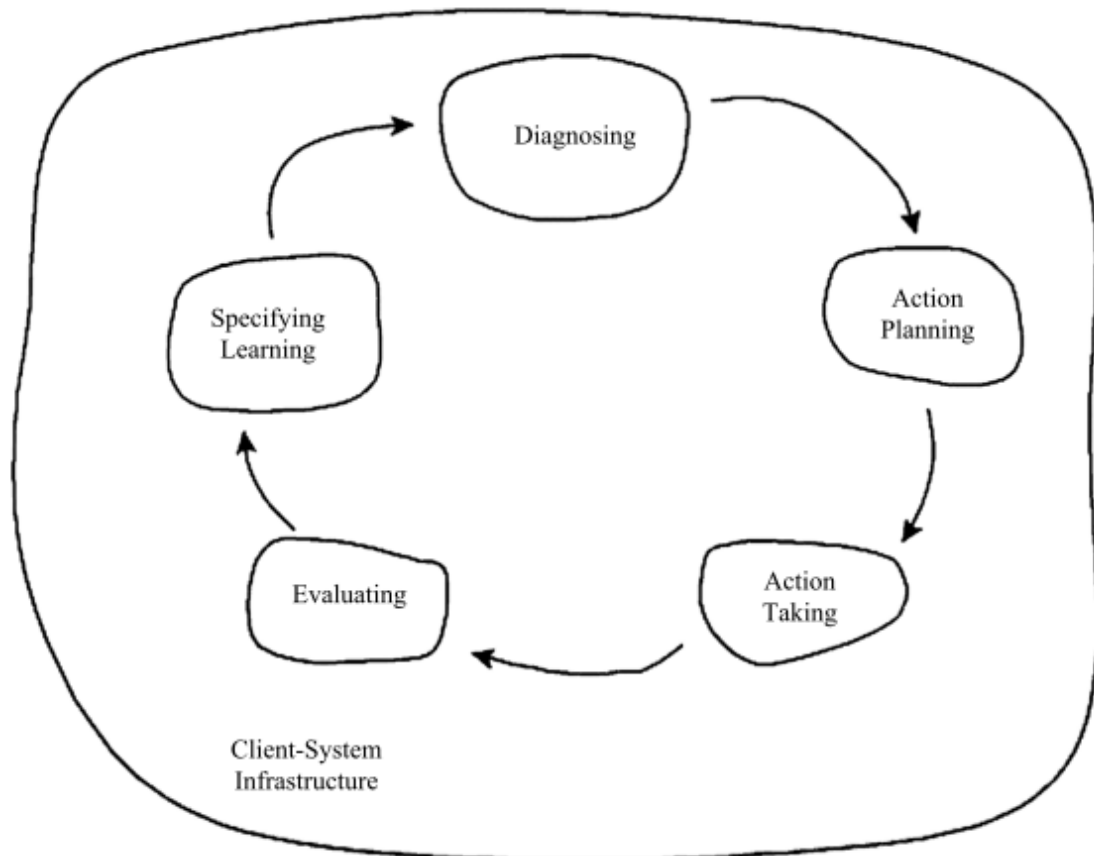 Diagnosing
Action
Planning
Action
Taking
Evaluating
Specifying
Learning
Client-System
Infrastructure